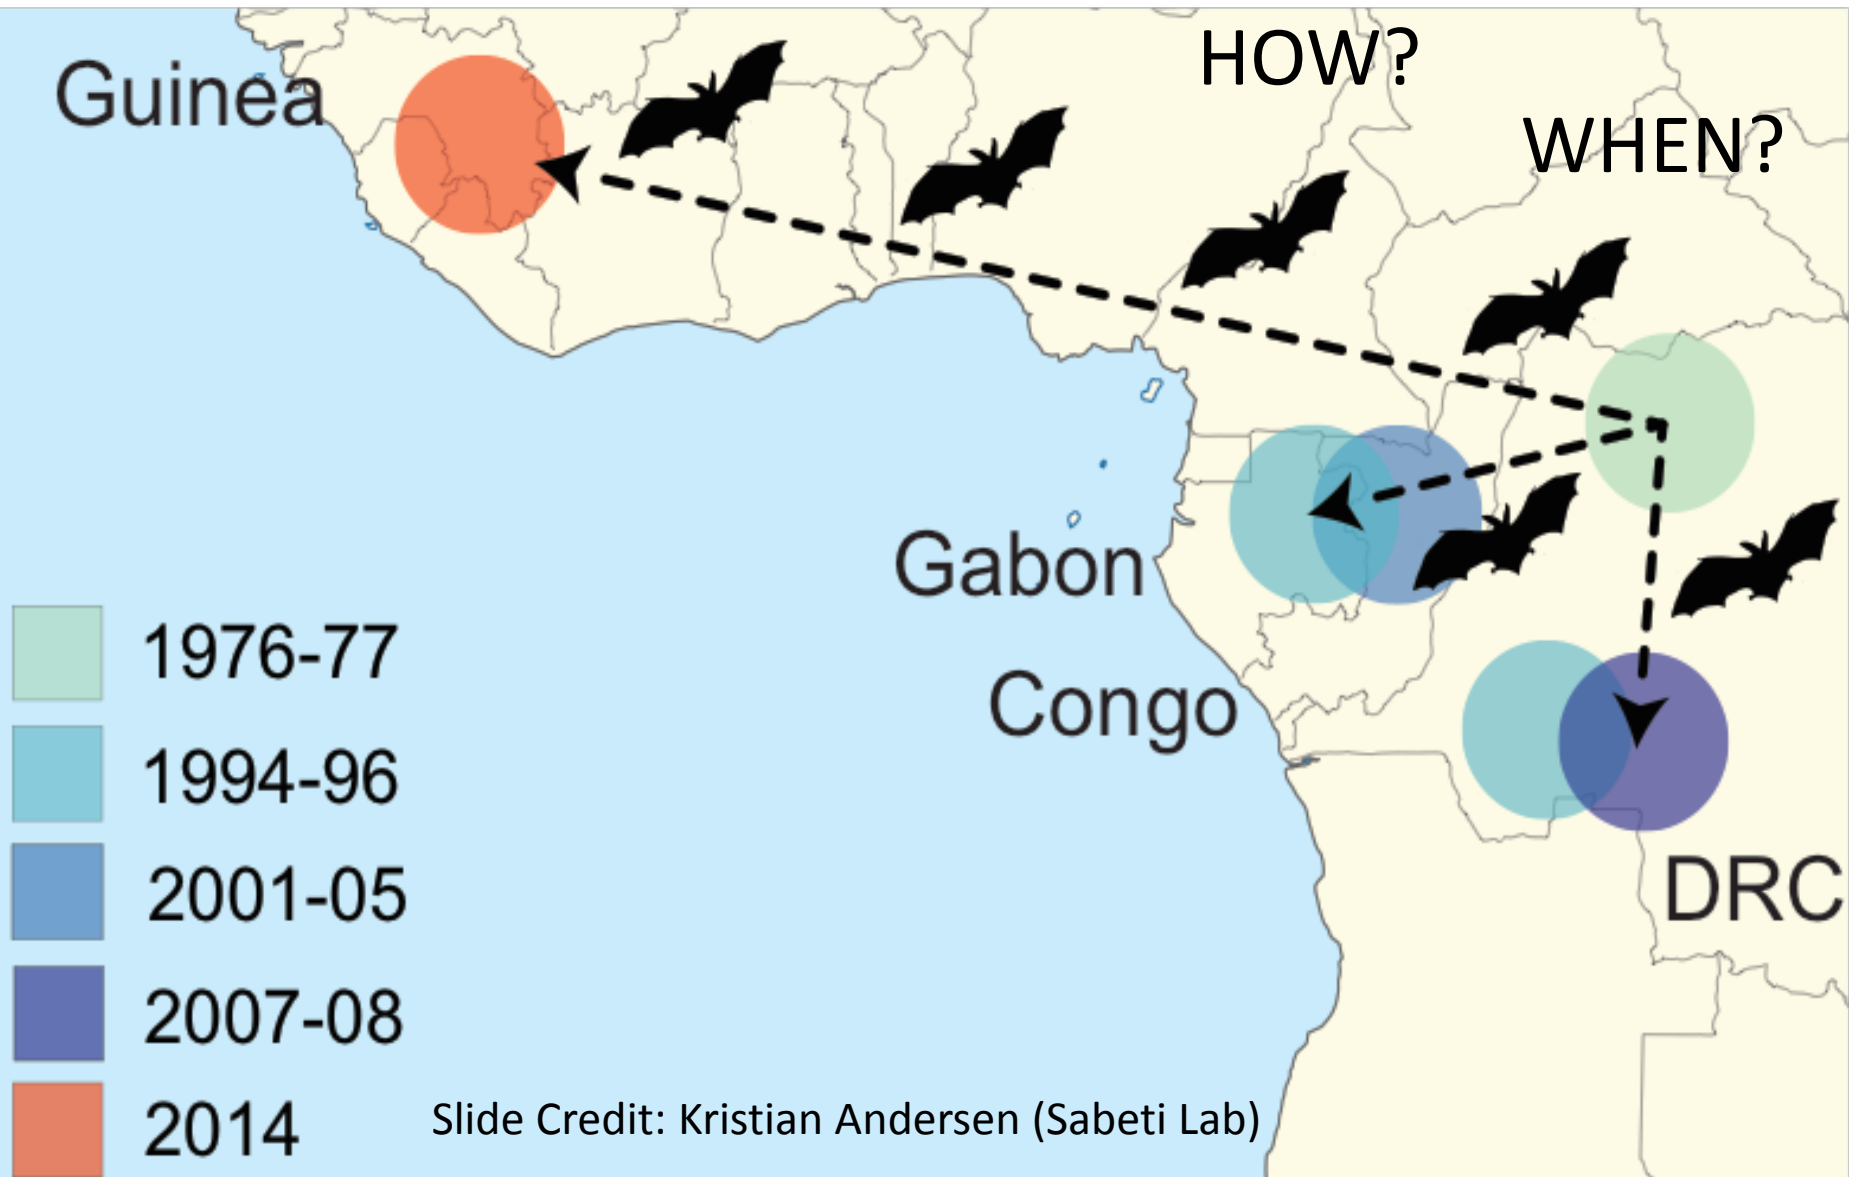 HOW?
WHEN?
Guinea
Gabon
Congo
DRC
1976-77
1994-96
2001-05
2007-08
2014
Slide Credit: Kristian Andersen (Sabeti Lab)